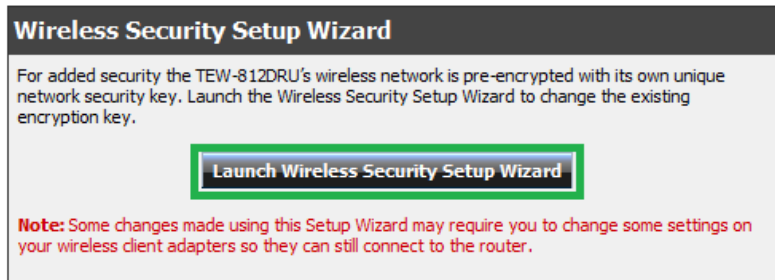 Wireless Security Setup Wizard
For added security the TEW-812DRU's wireless network is pre-encrypted with its own unique
network security key. Launch the Wireless Security Setup Wizard to change the existing
encryption key.
Launch Wireless Security Setup Wizard
Note: Some changes made using this Setup Wizard may require you to change some settings on
your wireless client adapters so they can still connect to the router.